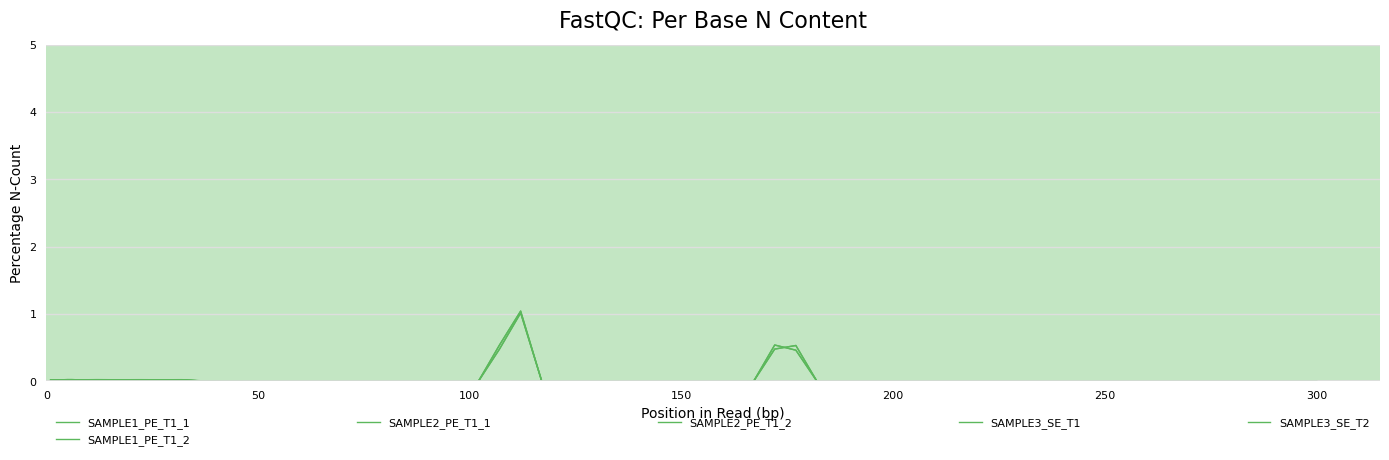 FastQC: Per Base N Content
Percentage N-Count
5
4
3
2
1
0
0 50 100 150 200 250 300
Position in Read (bp)
SAMPLE1_PE_T1_1 SAMPLE2_PE_T1_1 SAMPLE2_PE_T1_2 SAMPLE3_SE_T1 SAMPLE3_SE_T2
SAMPLE1_PE_T1_2